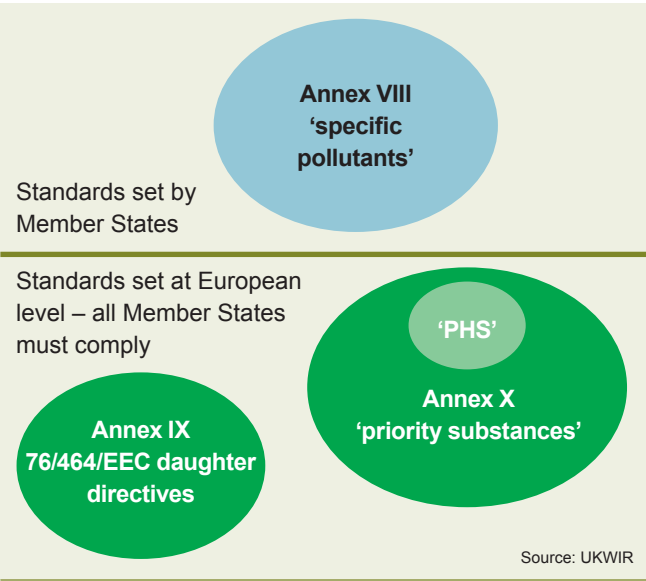 Annex VIII
‘specific
pollutants’
Standards set by
Member States
Standards set at European
level – all Member States
must comply
‘PHS’
Annex X
‘priority substances’
Annex IX
76/464/EEC daughter
directives
Source: UKWIR